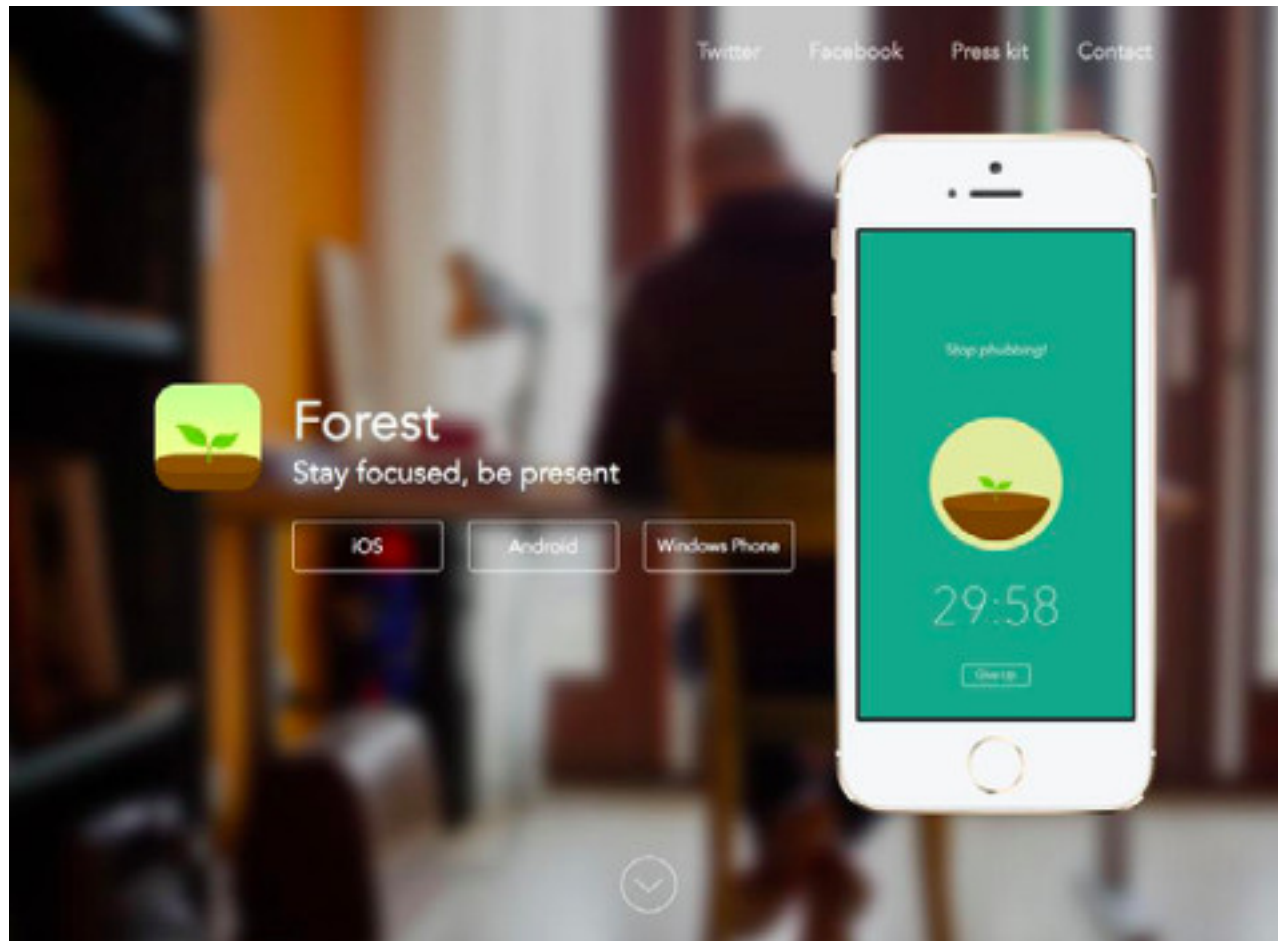 Twitter Facebook Press kit Contact
Forest
Stay focused, be present
iOS Android Windows Phone
Stop phubbing!
29:58
Give Up